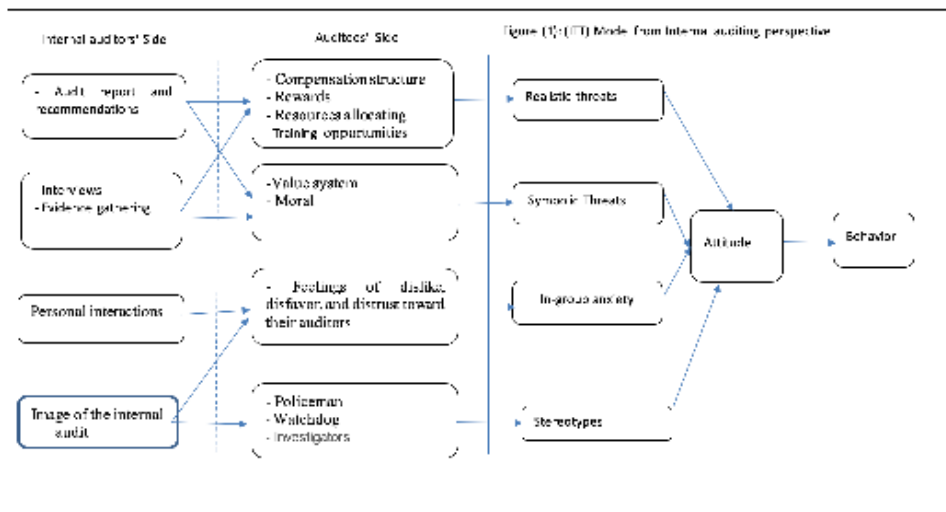 Internal auditors' Side
Auditees' Side
Figure (1): (ITT) Model from Internal auditing perspective
- Audit report and
recommendations
- Compensation structure
- Rewards
- Resources allocating
Training opportunities
Realistic threats
Interviews
- Evidence gathering
- Value system
- Moral
Symbolic Threats
Attitude
Behavior
Personal interactions
- Feelings of dislike,
disfavor, and distrust toward
their auditors
In-group anxiety
Image of the internal
audit
- Policeman
- Watchdog
- Investigators
Stereotypes